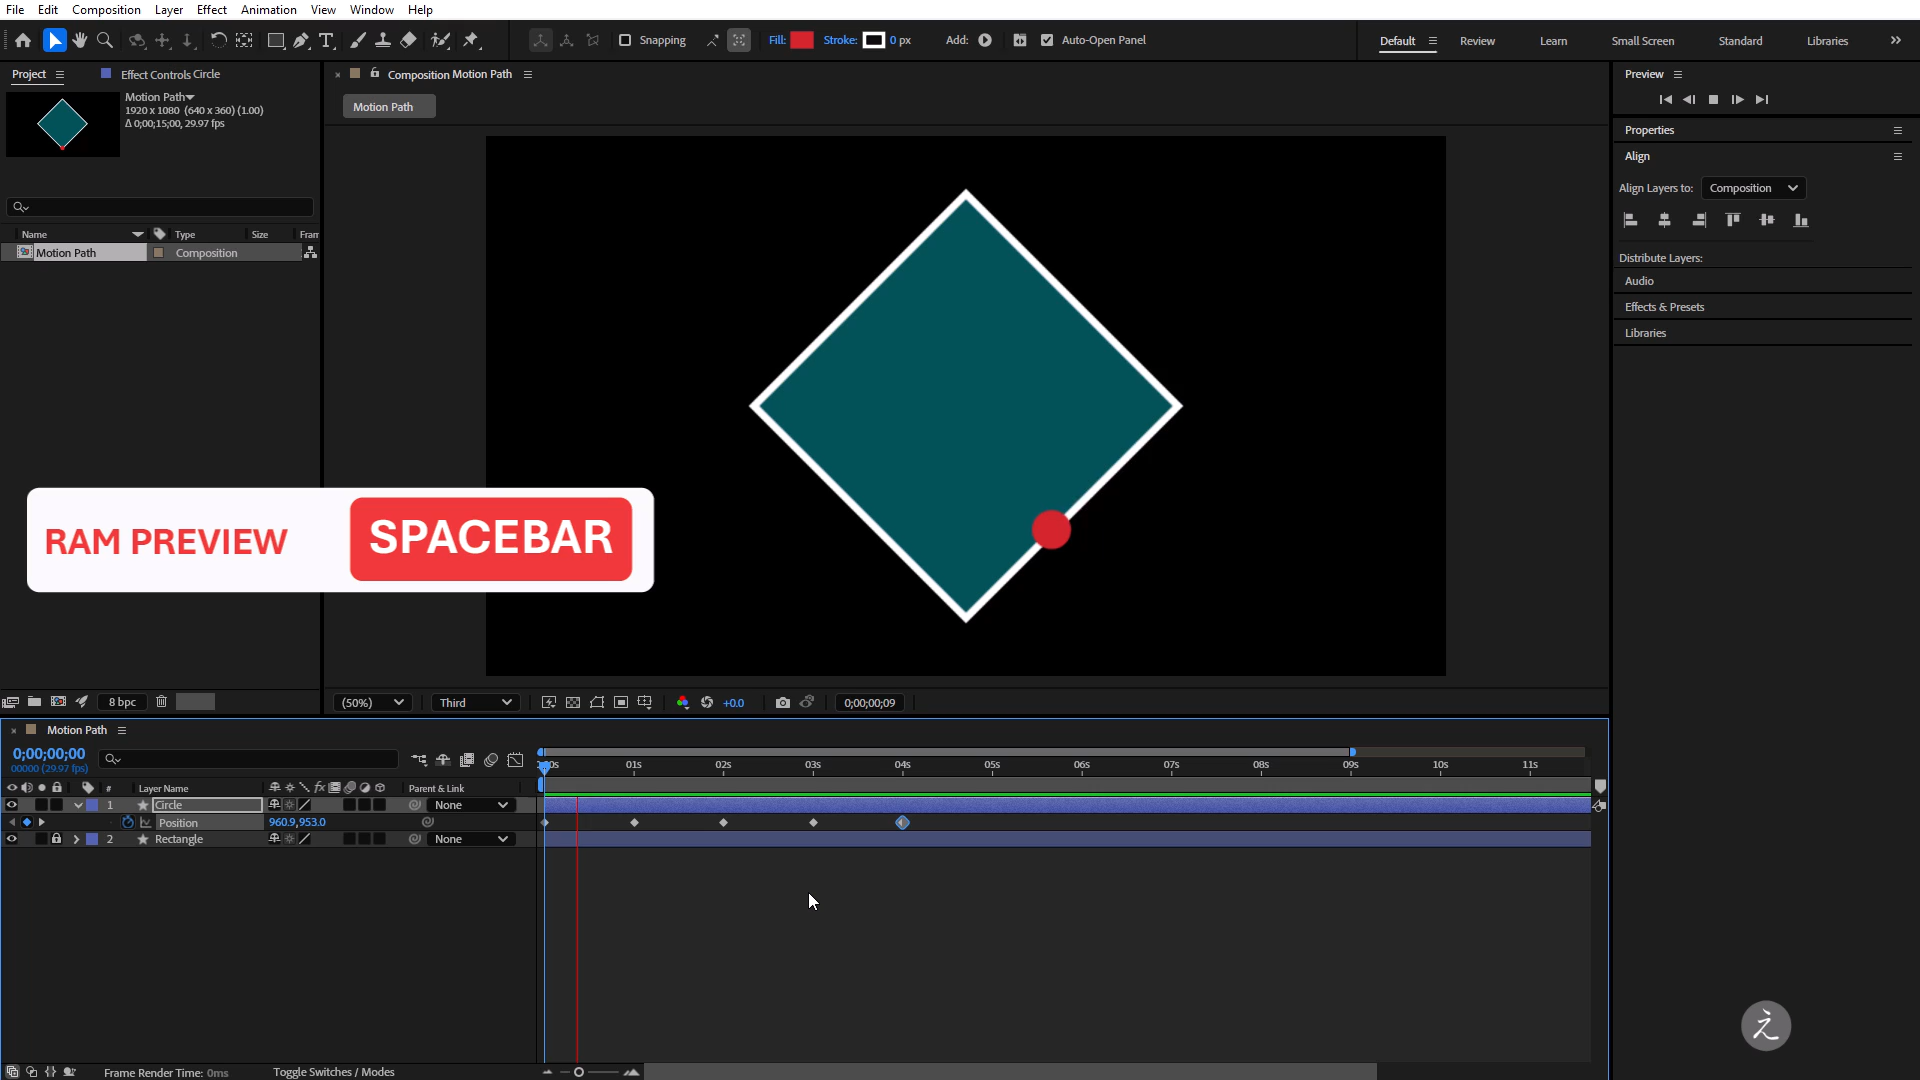 File Edit Composition Layer Effect Animation View Window Help
Snapping Fill: Stroke: 0 px Add: Auto-Open Panel Default Review Learn Small Screen Standard Libraries
Project Effect Controls Circle
Motion Path
1920 x 1080 (640 x 360) (1.00)
Δ 0;00;15;00, 29.97 fps
Name Type Size Fram
Motion Path Composition
Composition Motion Path
Motion Path
Preview
Properties
Align
Align Layers to: Composition
Distribute Layers:
Audio
Effects & Presets
Libraries
RAM PREVIEW SPACEBAR
8 bpc
(50%) Third +0.0 0;00;00;09
Motion Path
0;00;00;00
00000 (29.97 fps)
:00s 01s 02s 03s 04s 05s 06s 07s 08s 09s 10s 11s
# Layer Name fx Parent & Link
1 Circle None
Position 960.9,953.0
2 Rectangle None
Frame Render Time: 0ms Toggle Switches / Modes
え